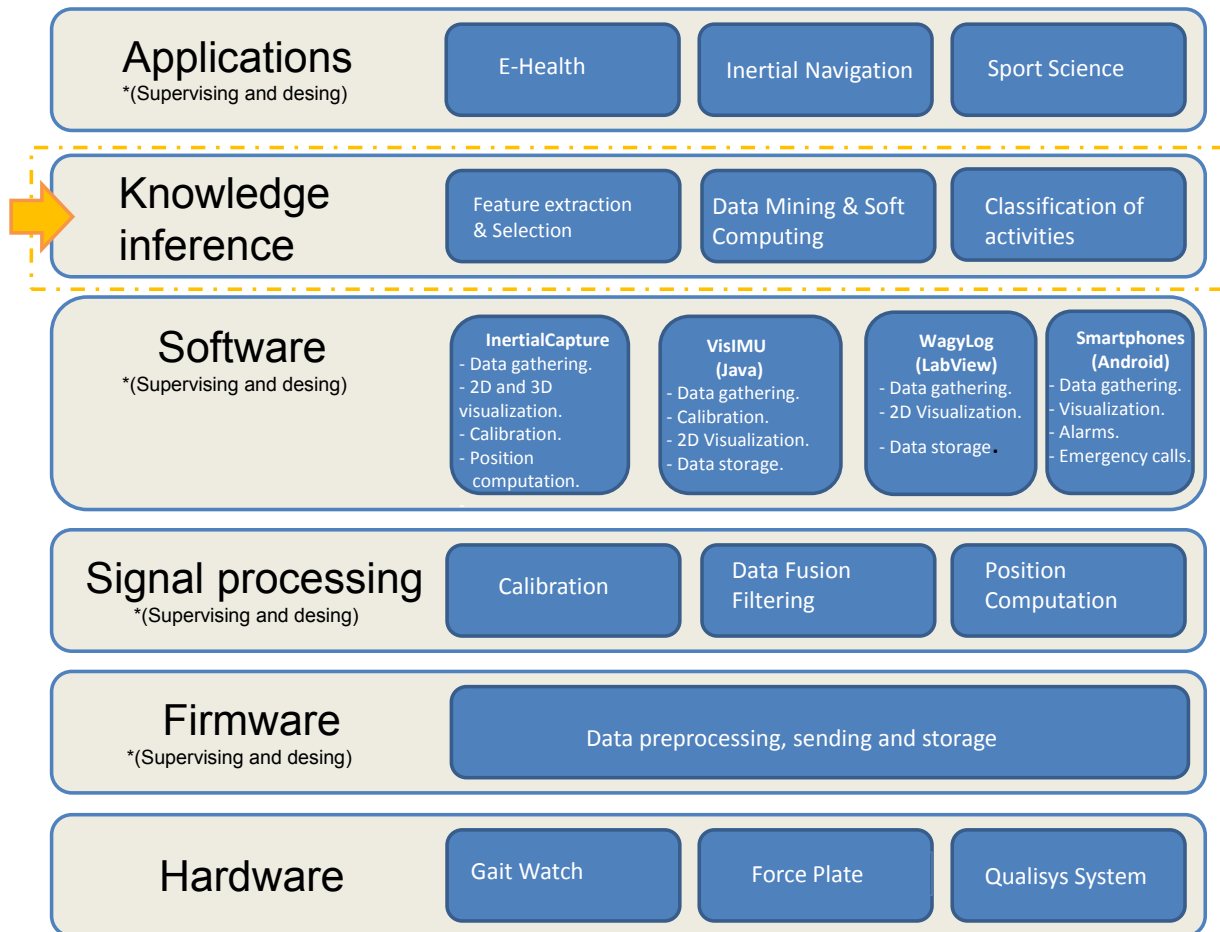 Applications
*(Supervising and desing)
E-Health
Inertial Navigation
Sport Science
Knowledge
inference
Feature extraction
& Selection
Data Mining & Soft
Computing
Classification of
activities
Software
*(Supervising and desing)
InertialCapture
- Data gathering.
- 2D and 3D
visualization.
- Calibration.
- Position
computation.
VisIMU
(Java)
- Data gathering.
- Calibration.
- 2D Visualization.
- Data storage.
WagyLog
(LabView)
- Data gathering.
- 2D Visualization.
- Data storage.
Smartphones
(Android)
- Data gathering.
- Visualization.
- Alarms.
- Emergency calls.
Signal processing
*(Supervising and desing)
Calibration
Data Fusion
Filtering
Position
Computation
Firmware
*(Supervising and desing)
Data preprocessing, sending and storage
Hardware
Gait Watch
Force Plate
Qualisys System